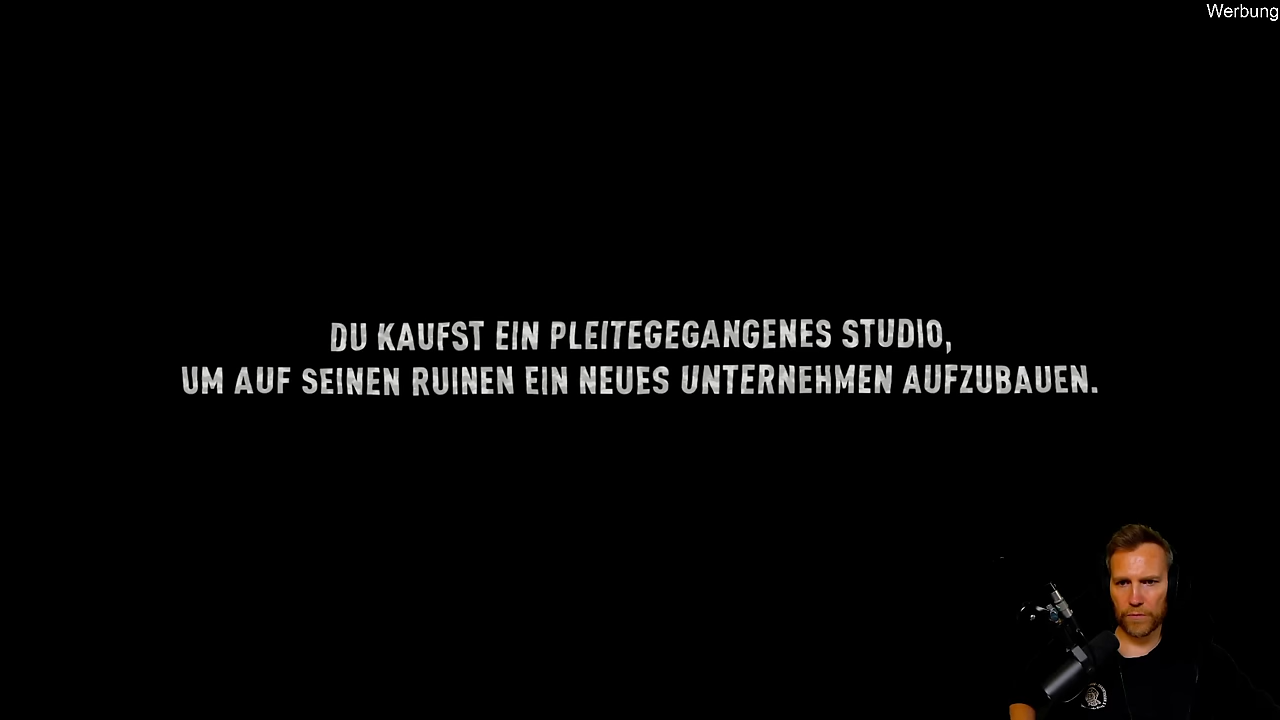 Werbung
DU KAUFST EIN PLEITEGEGANGENES STUDIO,
UM AUF SEINEN RUINEN EIN NEUES UNTERNEHMEN AUFZUBAUEN.